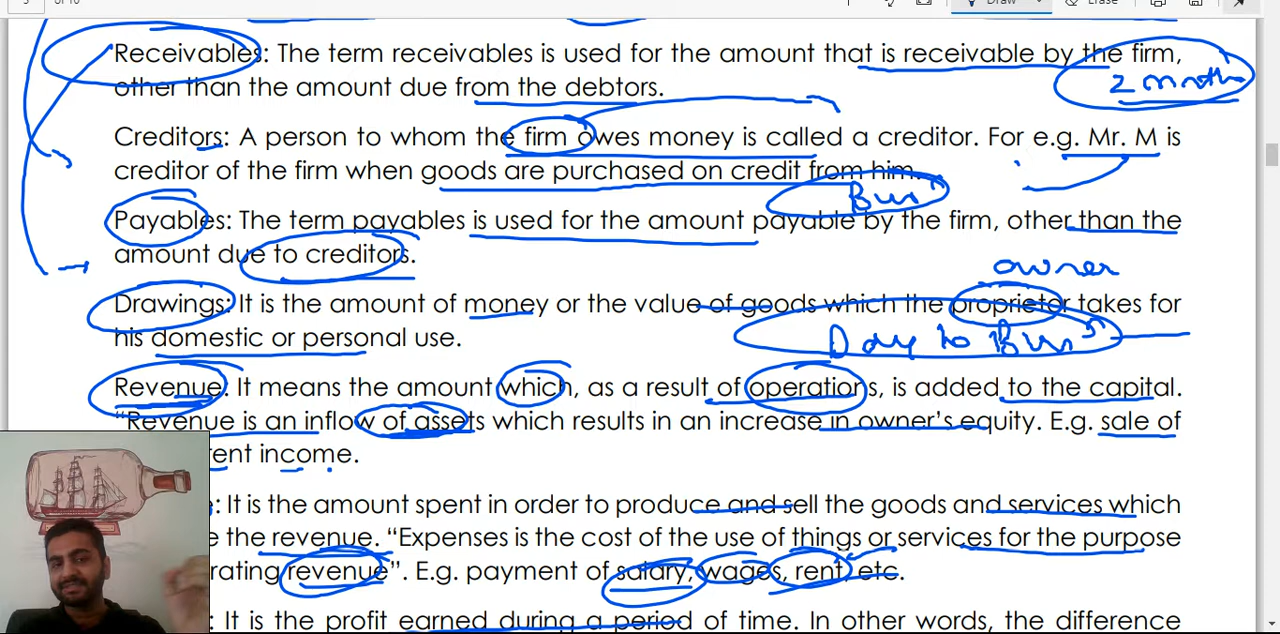 Draw
Erase
Receivables: The term receivables is used for the amount that is receivable by the firm,
2 month
other than the amount due from the debtors.
Creditors: A person to whom the firm owes money is called a creditor. For e.g. Mr. M is
creditor of the firm when goods are purchased on credit from him.
Busⁿ
Payables: The term payables is used for the amount payable by the firm, other than the
amount due to creditors.
owner
Drawings: It is the amount of money or the value of goods which the proprietor takes for
his domestic or personal use.
Day to Busⁿ
Revenue: It means the amount which, as a result of operations, is added to the capital.
“Revenue is an inflow of assets which results in an increase in owner’s equity. E.g. sale of
rent income.
: It is the amount spent in order to produce and sell the goods and services which
the revenue. “Expenses is the cost of the use of things or services for the purpose
rating revenue”. E.g. payment of salary, wages, rent, etc.
: It is the profit earned during a period of time. In other words, the difference